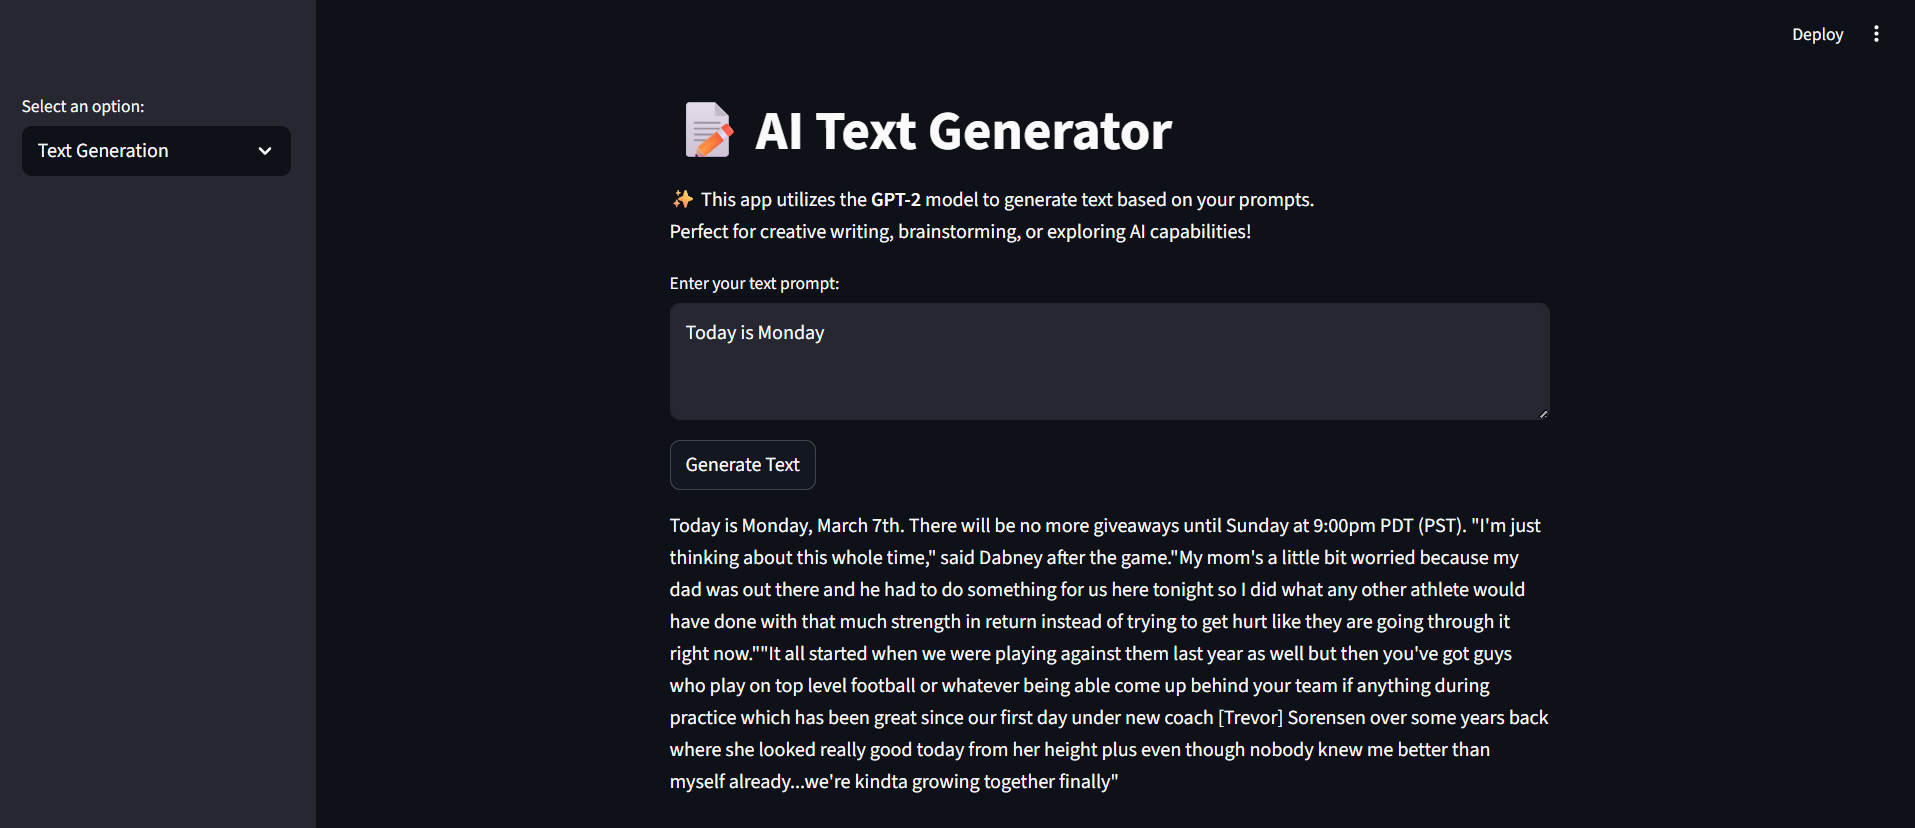 Deploy
Select an option:
Text Generation
AI Text Generator
✨ This app utilizes the GPT-2 model to generate text based on your prompts.
Perfect for creative writing, brainstorming, or exploring AI capabilities!
Enter your text prompt:
Today is Monday
Generate Text
Today is Monday, March 7th. There will be no more giveaways until Sunday at 9:00pm PDT (PST). "I'm just
thinking about this whole time," said Dabney after the game."My mom's a little bit worried because my
dad was out there and he had to do something for us here tonight so I did what any other athlete would
have done with that much strength in return instead of trying to get hurt like they are going through it
right now.""It all started when we were playing against them last year as well but then you've got guys
who play on top level football or whatever being able come up behind your team if anything during
practice which has been great since our first day under new coach [Trevor] Sorensen over some years back
where she looked really good today from her height plus even though nobody knew me better than
myself already...we're kindta growing together finally"